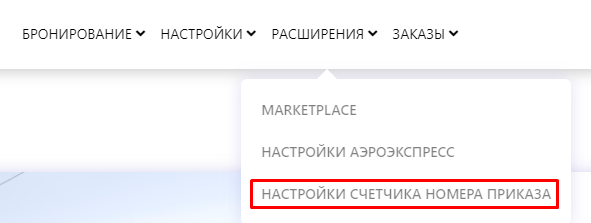 БРОНИРОВАНИЕ НАСТРОЙКИ РАСШИРЕНИЯ ЗАКАЗЫ
MARKETPLACE
НАСТРОЙКИ АЭРОЭКСПРЕСС
НАСТРОЙКИ СЧЕТЧИКА НОМЕРА ПРИКАЗА